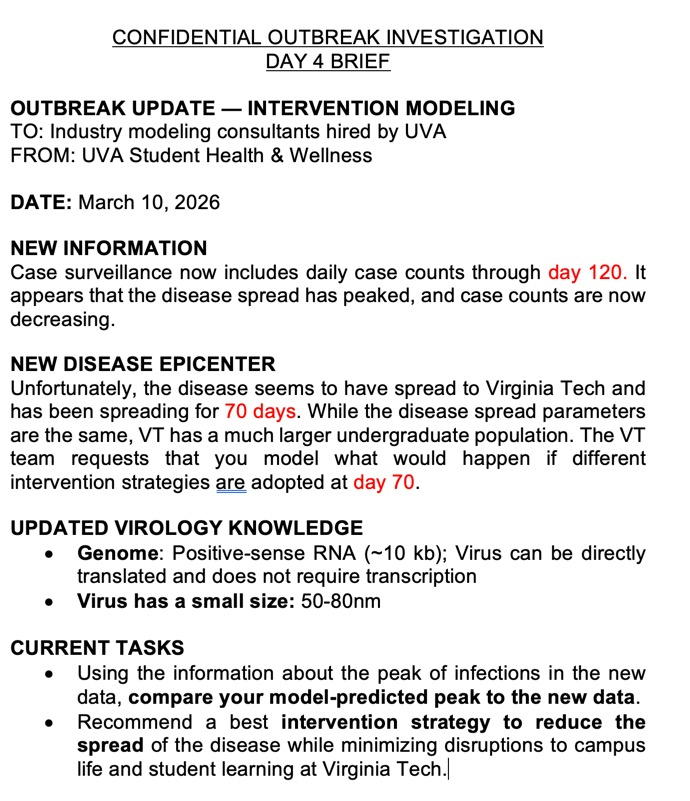 CONFIDENTIAL OUTBREAK INVESTIGATION
DAY 4 BRIEF
OUTBREAK UPDATE — INTERVENTION MODELING
TO: Industry modeling consultants hired by UVA
FROM: UVA Student Health & Wellness
DATE: March 10, 2026
NEW INFORMATION
Case surveillance now includes daily case counts through day 120. It
appears that the disease spread has peaked, and case counts are now
decreasing.
NEW DISEASE EPICENTER
Unfortunately, the disease seems to have spread to Virginia Tech and
has been spreading for 70 days. While the disease spread parameters
are the same, VT has a much larger undergraduate population. The VT
team requests that you model what would happen if different
intervention strategies are adopted at day 70.
UPDATED VIROLOGY KNOWLEDGE
• Genome: Positive-sense RNA (~10 kb); Virus can be directly
translated and does not require transcription
• Virus has a small size: 50-80nm
CURRENT TASKS
• Using the information about the peak of infections in the new
data, compare your model-predicted peak to the new data.
• Recommend a best intervention strategy to reduce the
spread of the disease while minimizing disruptions to campus
life and student learning at Virginia Tech.